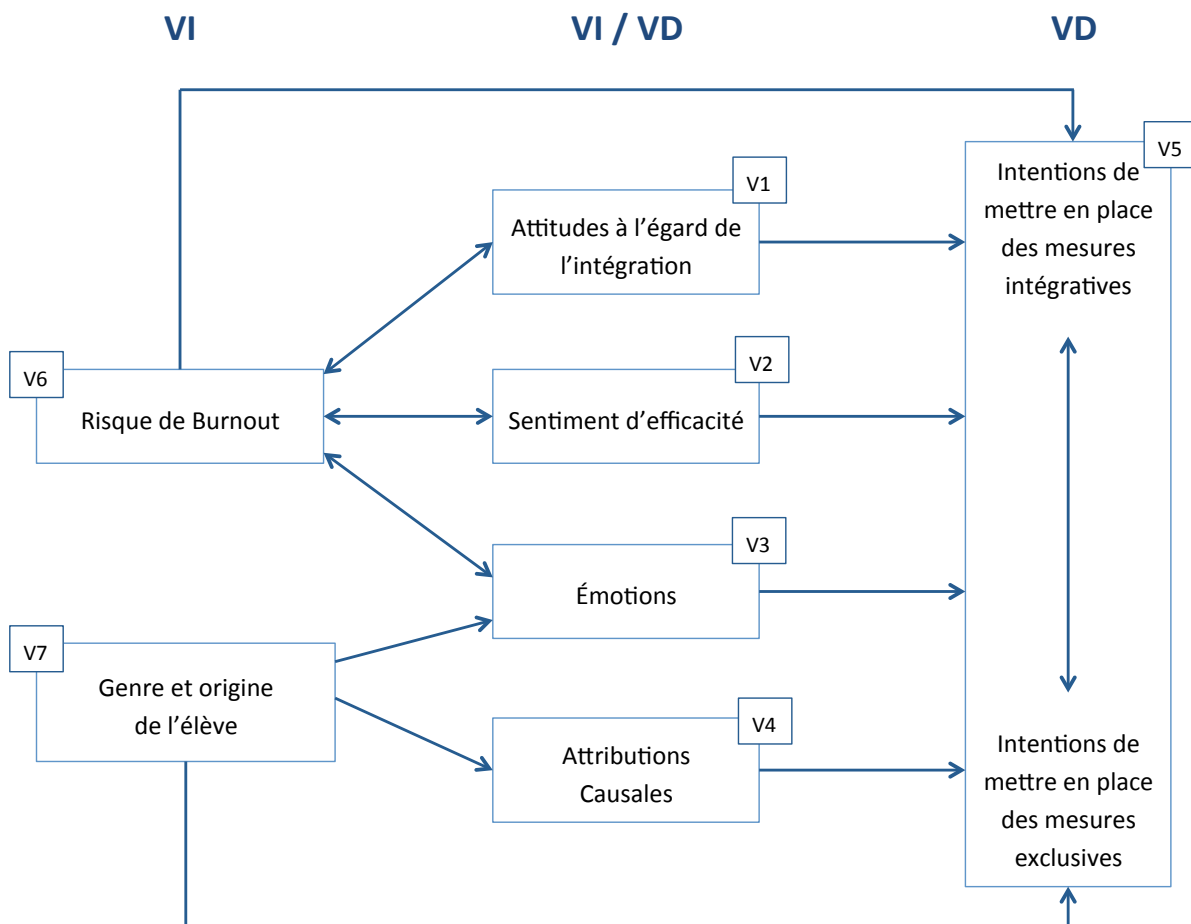 VI
VI / VD
VD
V6
Risque de Burnout
V7
Genre et origine
de l'élève
V1
Attitudes à l'égard de
l'intégration
V2
Sentiment d'efficacité
V3
Émotions
V4
Attributions
Causales
V5
Intentions de
mettre en place
des mesures
intégratives
Intentions de
mettre en place
des mesures
exclusives